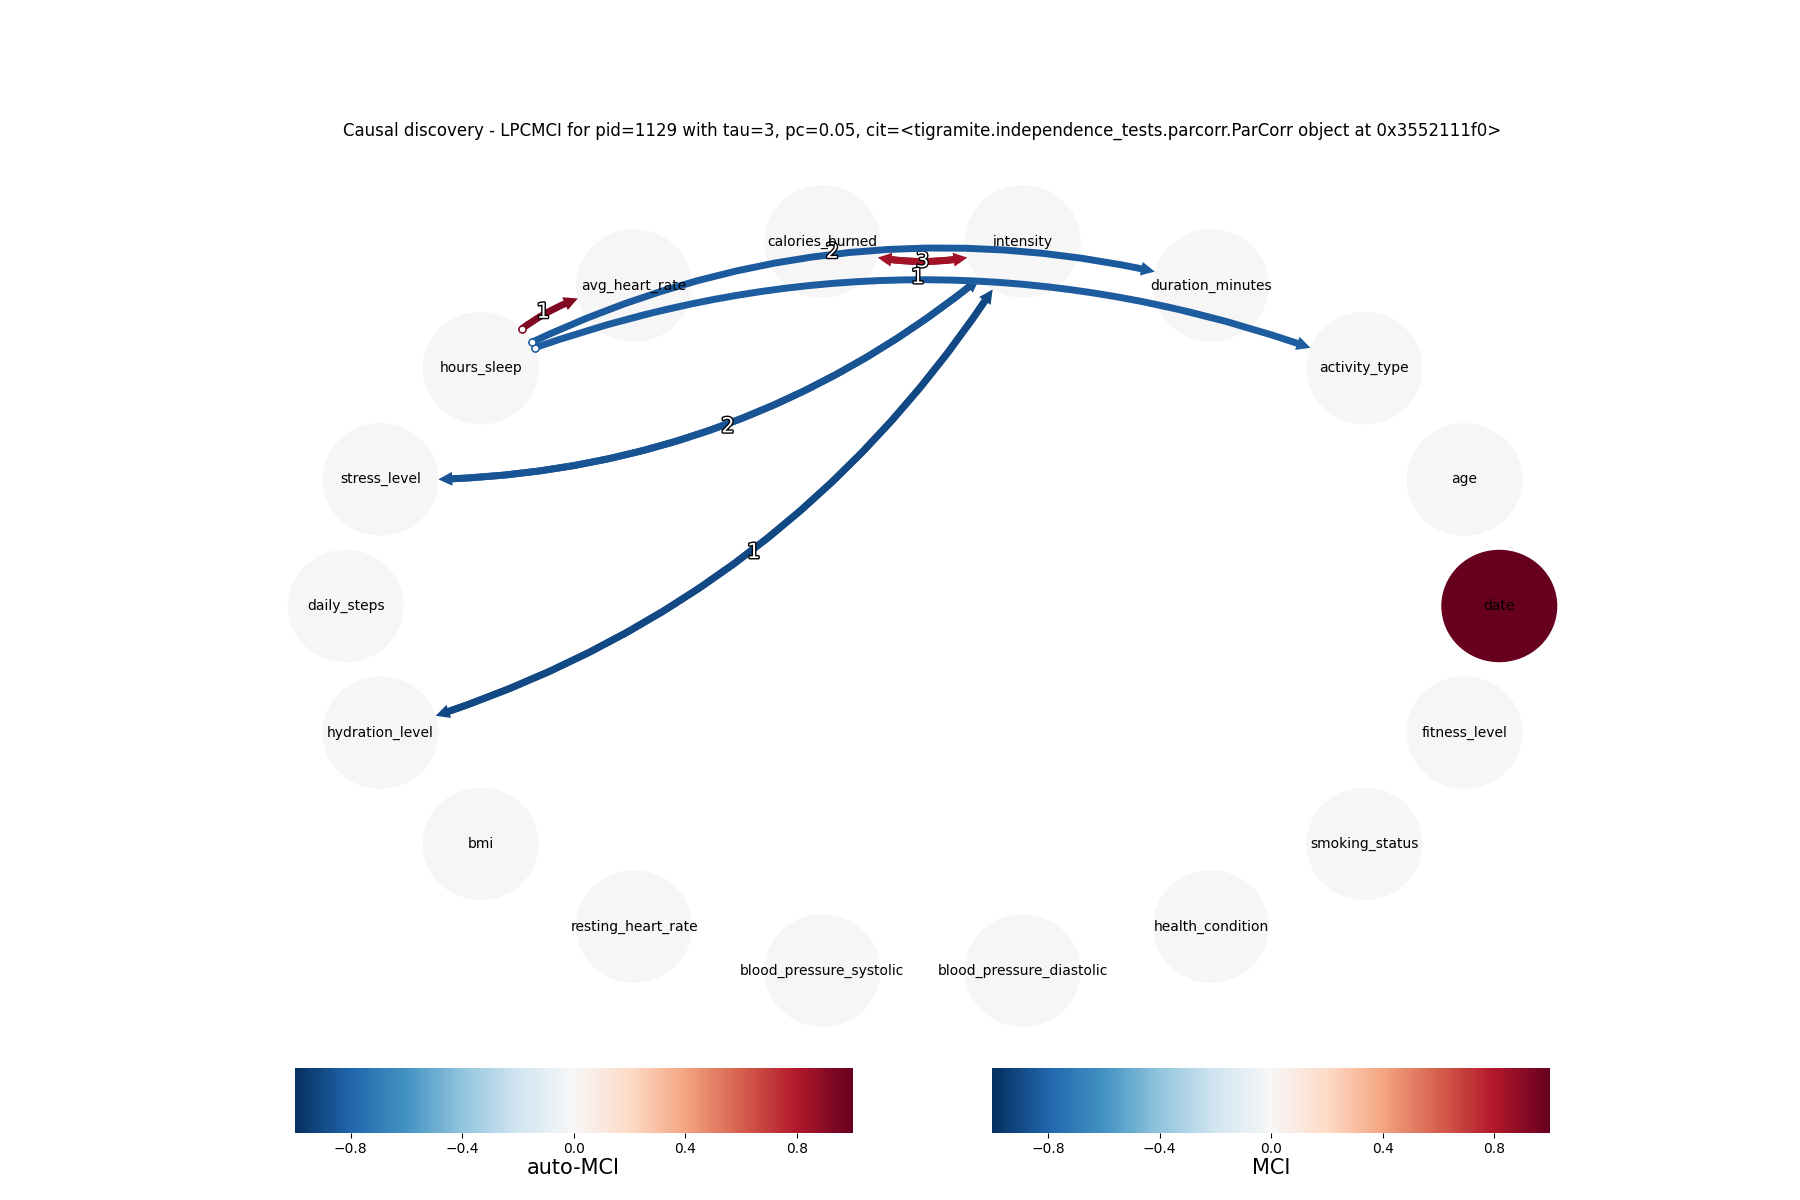 Causal discovery - LPCMCI for pid=1129 with tau=3, pc=0.05, cit=<tigramite.independence_tests.parcorr.ParCorr object at 0x3552111f0>
calories_burned
intensity
2
3
1
avg_heart_rate
duration_minutes
1
hours_sleep
activity_type
2
stress_level
age
1
daily_steps
date
hydration_level
fitness_level
bmi
smoking_status
resting_heart_rate
health_condition
blood_pressure_systolic
blood_pressure_diastolic
−0.8 −0.4 0.0 0.4 0.8
auto-MCI
−0.8 −0.4 0.0 0.4 0.8
MCI